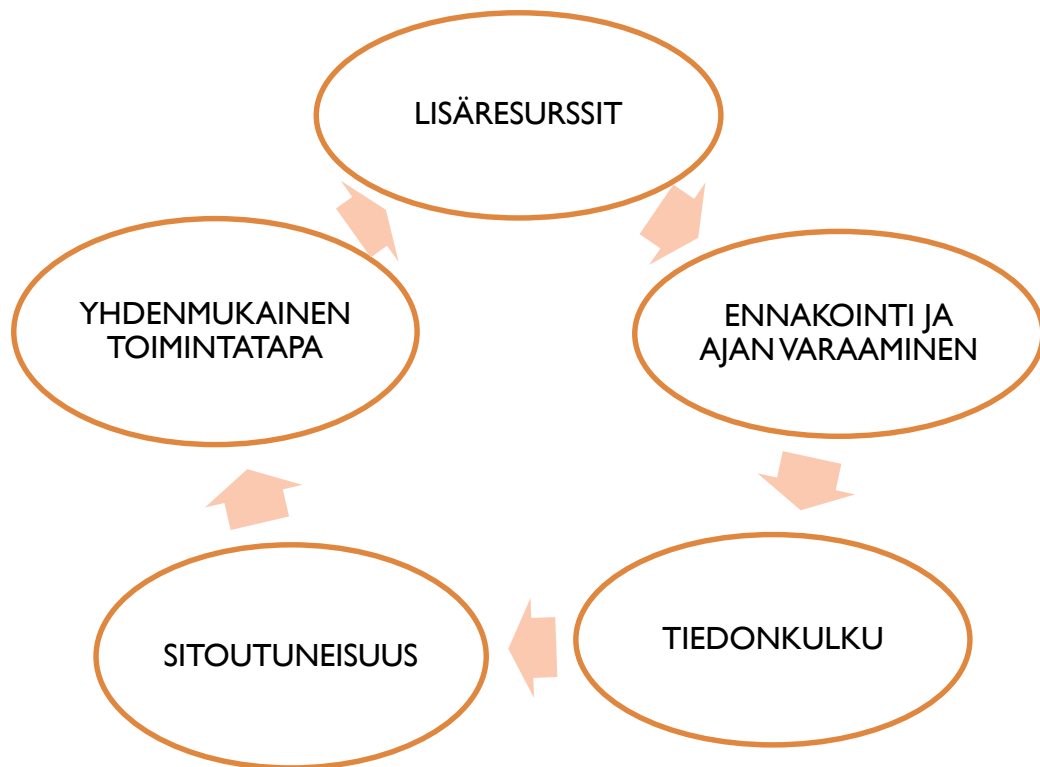 LISÄRESURSSIT
YHDENMUKAINEN
TOIMINTATAPA
ENNAKOINTI JA
AJAN VARAAMINEN
SITOUTUNEISUUS
TIEDONKULKU